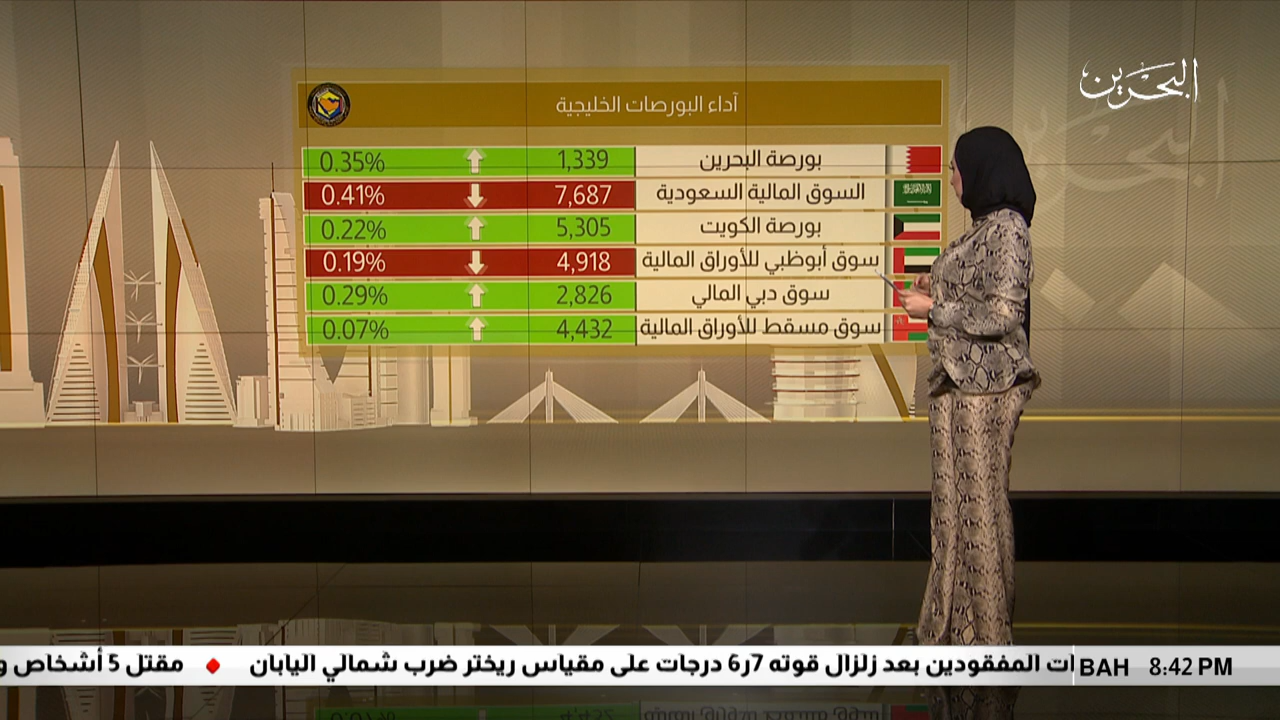 البحرين
آداء البورصات الخليجية
بورصة البحرين 1,339 0.35%
السوق المالية السعودية 7,687 0.41%
بورصة الكويت 5,305 0.22%
سوق أبوظبي للأوراق المالية 4,918 0.19%
سوق دبي المالي 2,826 0.29%
سوق مسقط للأوراق المالية 4,432 0.07%
ات المفقودين بعد زلزال قوته 7ر6 درجات على مقياس ريختر ضرب شمالي اليابان
مقتل 5 أشخاص و
BAH 8:42 PM